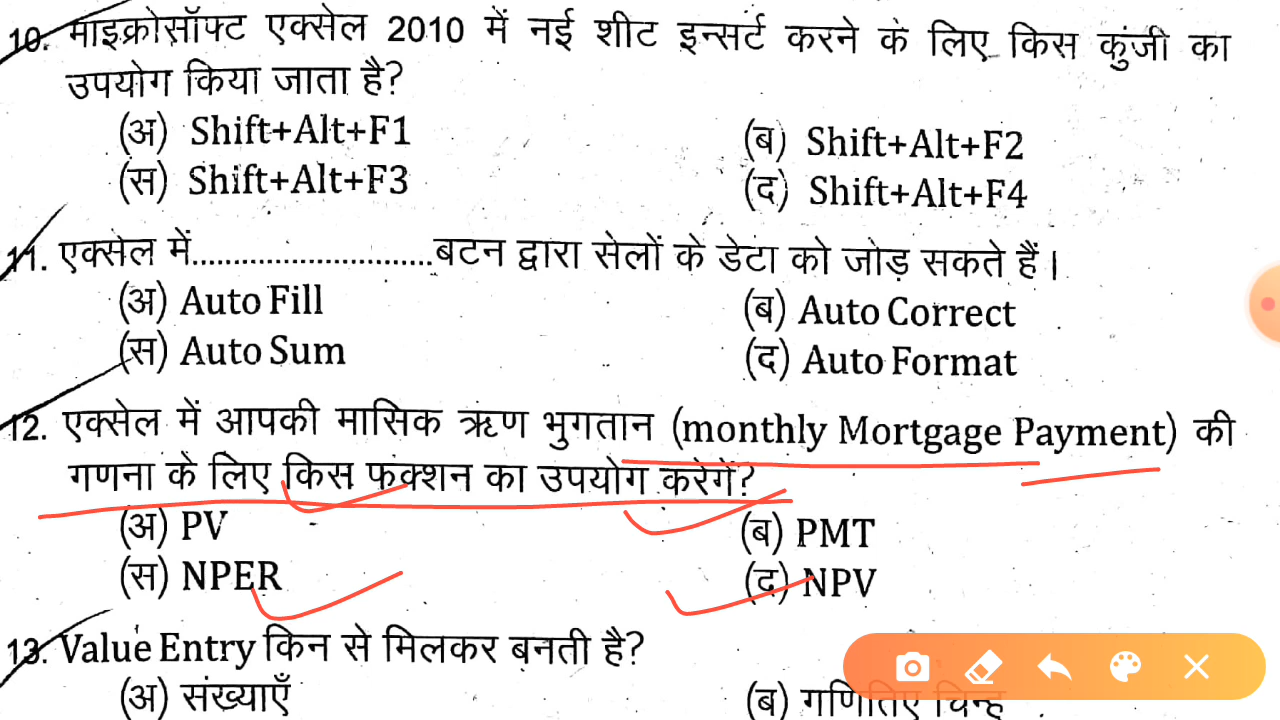 10. माइक्रोसॉफ्ट एक्सेल 2010 में नई शीट इन्सर्ट करने के लिए किस कुंजी का
उपयोग किया जाता है?
(अ) Shift+Alt+F1
(ब) Shift+Alt+F2
(स) Shift+Alt+F3
(द) Shift+Alt+F4
11. एक्सेल में............................बटन द्वारा सेलों के डेटा को जोड़ सकते हैं।
(अ) Auto Fill
(ब) Auto Correct
(स) Auto Sum
(द) Auto Format
12. एक्सेल में आपकी मासिक ऋण भुगतान (monthly Mortgage Payment) की
गणना के लिए किस फंक्शन का उपयोग करेगें?
(अ) PV
(ब) PMT
(स) NPER
(द) NPV
13. Value Entry किन से मिलकर बनती है?
(अ) संख्याएँ
(ब) गणितिए चिन्ह